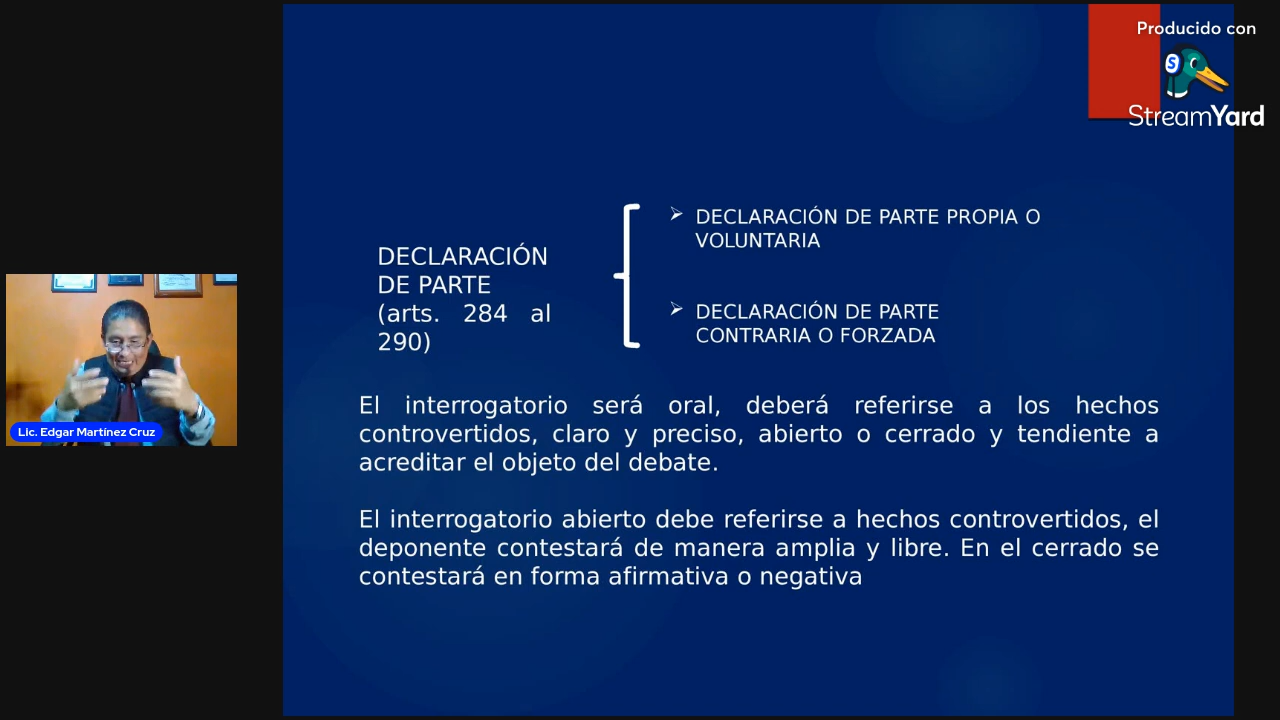 Producido con
StreamYard
DECLARACIÓN
DE PARTE
(arts. 284 al
290)
➢ DECLARACIÓN DE PARTE PROPIA O
VOLUNTARIA
➢ DECLARACIÓN DE PARTE
CONTRARIA O FORZADA
El interrogatorio será oral, deberá referirse a los hechos
controvertidos, claro y preciso, abierto o cerrado y tendiente a
acreditar el objeto del debate.
El interrogatorio abierto debe referirse a hechos controvertidos, el
deponente contestará de manera amplia y libre. En el cerrado se
contestará en forma afirmativa o negativa
Lic. Edgar Martínez Cruz